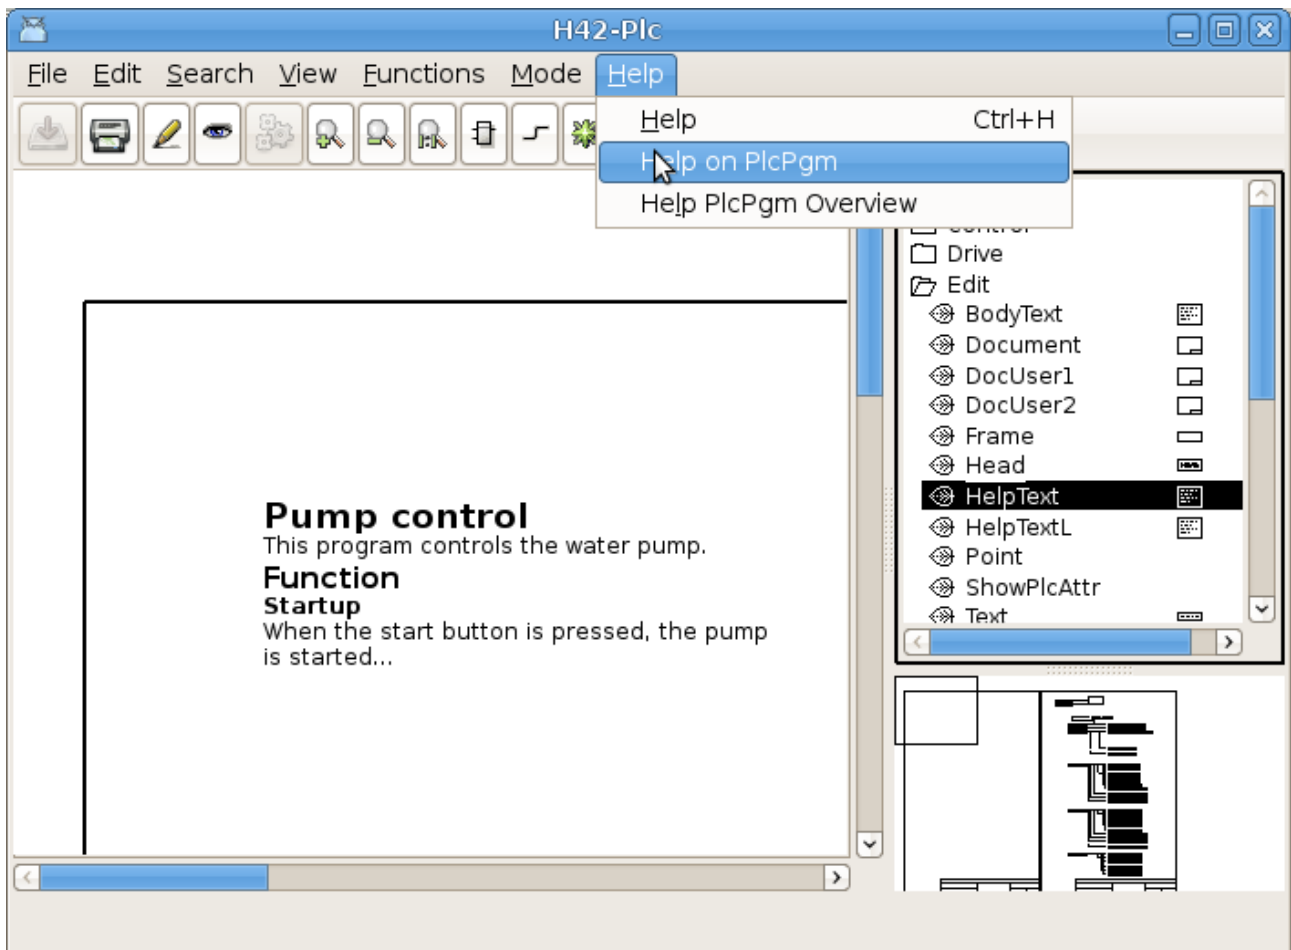 H42-Plc
File Edit Search View Functions Mode Help
Help Ctrl+H
Help on PlcPgm
Help PlcPgm Overview
Control
Drive
Edit
BodyText
Document
DocUser1
DocUser2
Frame
Head
HelpText
HelpTextL
Point
ShowPlcAttr
Text
Pump control
This program controls the water pump.
Function
Startup
When the start button is pressed, the pump
is started...